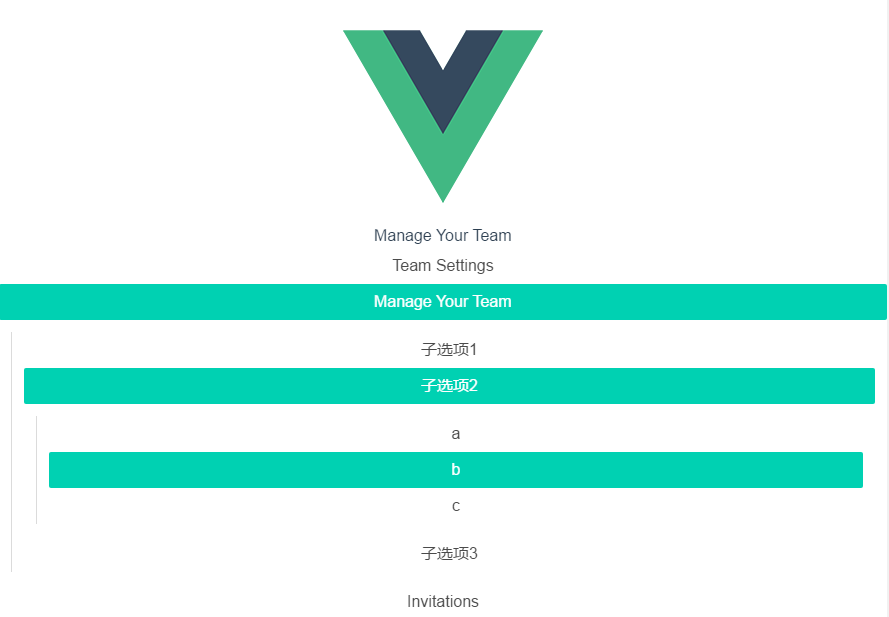 Manage Your Team
Team Settings
Manage Your Team
子选项1
子选项2
a
b
c
子选项3
Invitations